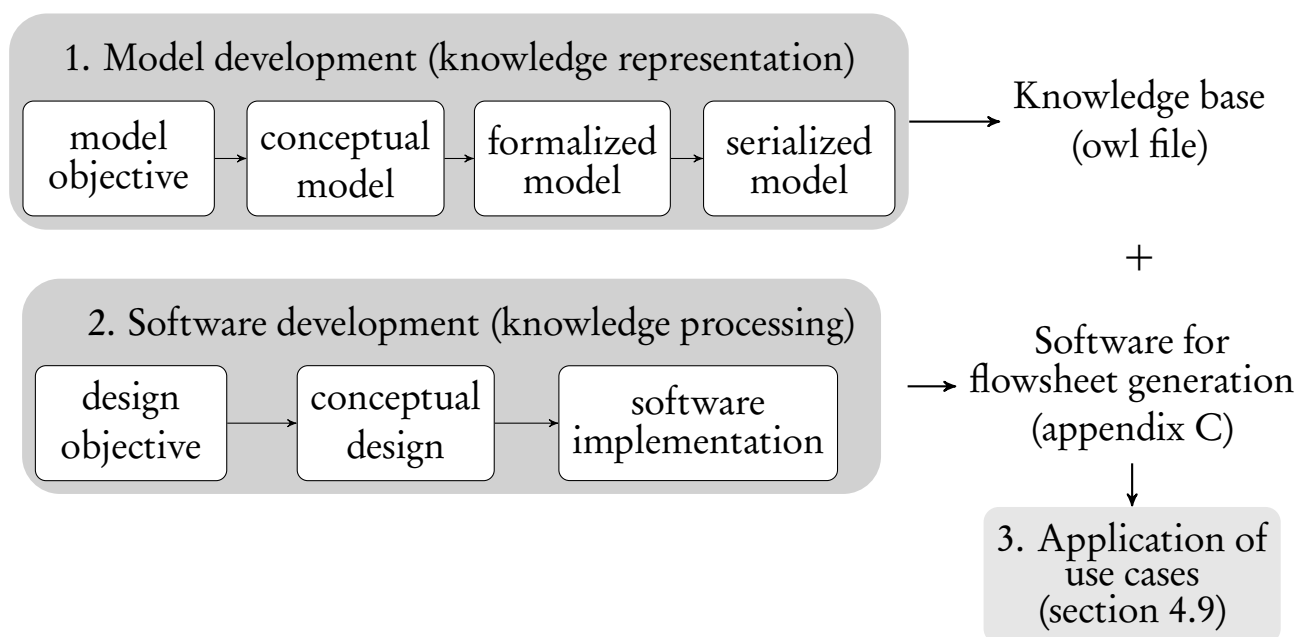 1. Model development (knowledge representation)
model
objective
conceptual
model
formalized
model
serialized
model
Knowledge base
(owl file)
+
2. Software development (knowledge processing)
design
objective
conceptual
design
software
implementation
Software for
flowsheet generation
(appendix C)
3. Application of
use cases
(section 4.9)